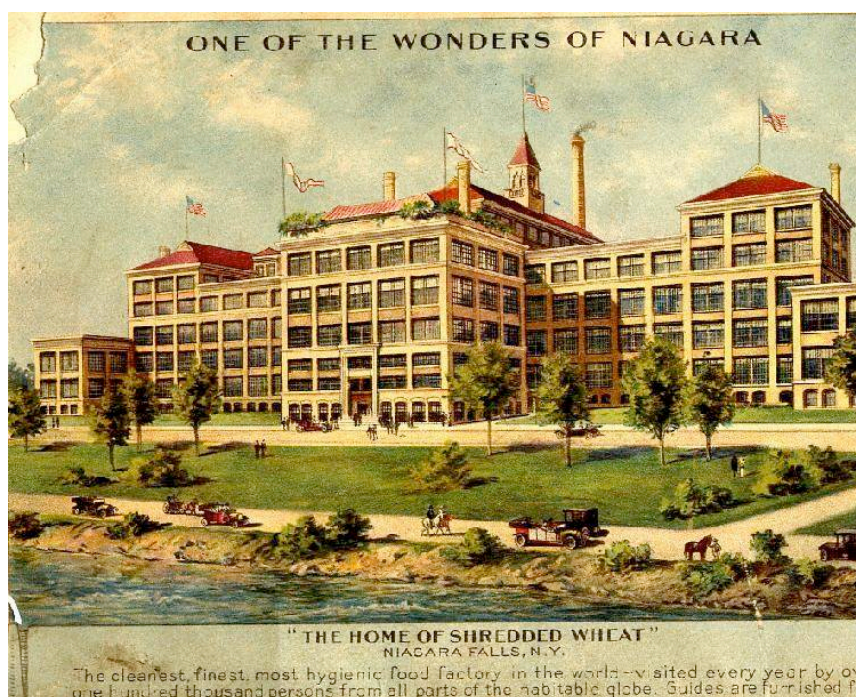 ONE OF THE WONDERS OF NIAGARA
"THE HOME OF SHREDDED WHEAT"
NIAGARA FALLS, N.Y.
The cleanest, finest, most hygienic food factory in the world—visited every year by ov
one hundred thousand persons from all parts of the habitable globe. Guides are furnished f